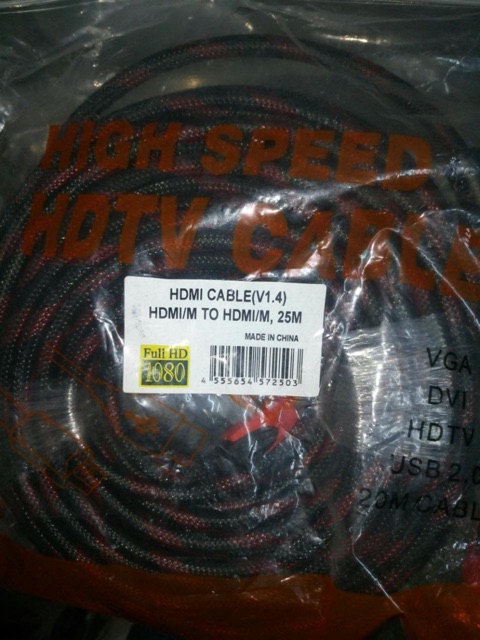 HIGH SPEED
HDTV CABLE
HDMI CABLE(V1.4)
HDMI/M TO HDMI/M, 25M
MADE IN CHINA
Full HD
1080
4 555654 572503
VGA
DVI
HDTV
USB 2.0
20M CABL